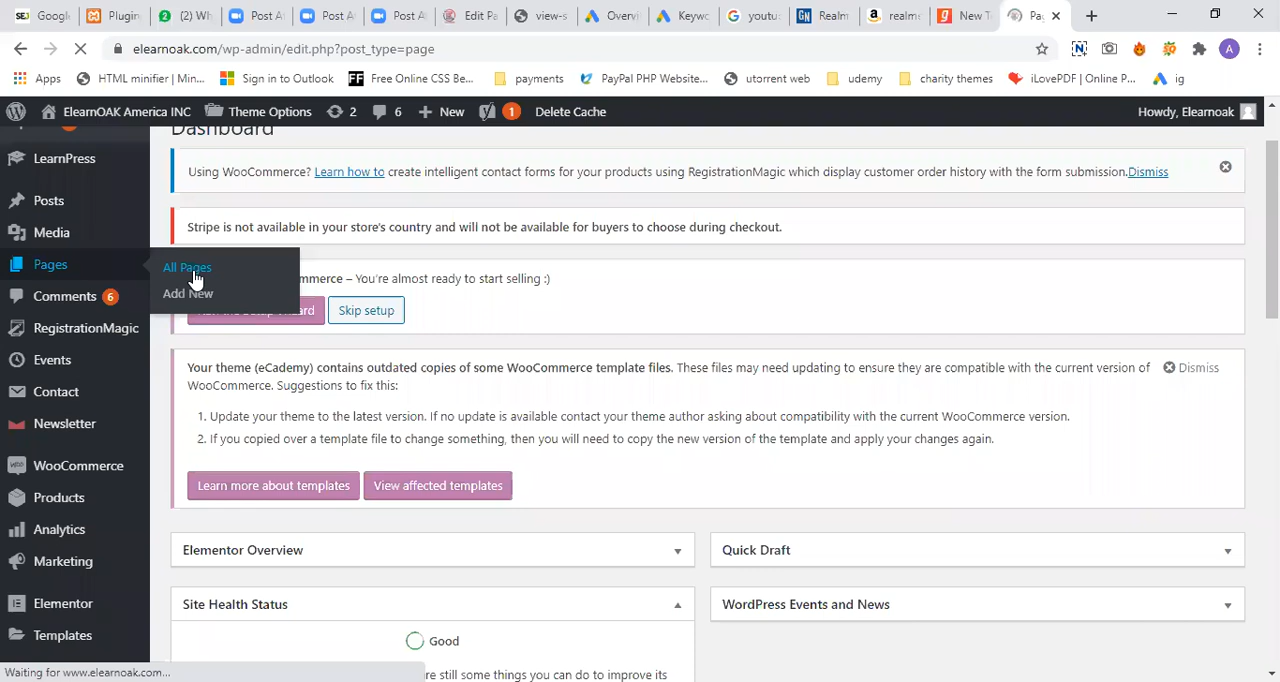 Google
Plugin
(2) Wh
Post At
Post A
Post A
Edit Pa
view-s
Overvi
Keywo
youtu
Realm
realme
New T
Pag
elearnoak.com/wp-admin/edit.php?post_type=page
Apps
HTML minifier | Min...
Sign in to Outlook
Free Online CSS Be...
payments
PayPal PHP Website...
utorrent web
udemy
charity themes
iLovePDF | Online P...
ig
ElearnOAK America INC
Theme Options
2
6
New
1
Delete Cache
Howdy, Elearnoak
Dashboard
LearnPress
Posts
Media
Pages
All Pages
Add New
Comments 6
RegistrationMagic
Events
Contact
Newsletter
WooCommerce
Products
Analytics
Marketing
Elementor
Templates
Using WooCommerce? Learn how to create intelligent contact forms for your products using RegistrationMagic which display customer order history with the form submission.Dismiss
Stripe is not available in your store's country and will not be available for buyers to choose during checkout.
mmerce – You're almost ready to start selling :)
Skip setup
Your theme (eCademy) contains outdated copies of some WooCommerce template files. These files may need updating to ensure they are compatible with the current version of
WooCommerce. Suggestions to fix this:
Dismiss
1. Update your theme to the latest version. If no update is available contact your theme author asking about compatibility with the current WooCommerce version.
2. If you copied over a template file to change something, then you will need to copy the new version of the template and apply your changes again.
Learn more about templates
View affected templates
Elementor Overview
Quick Draft
Site Health Status
WordPress Events and News
Good
re still some things you can do to improve its
Waiting for www.elearnoak.com...